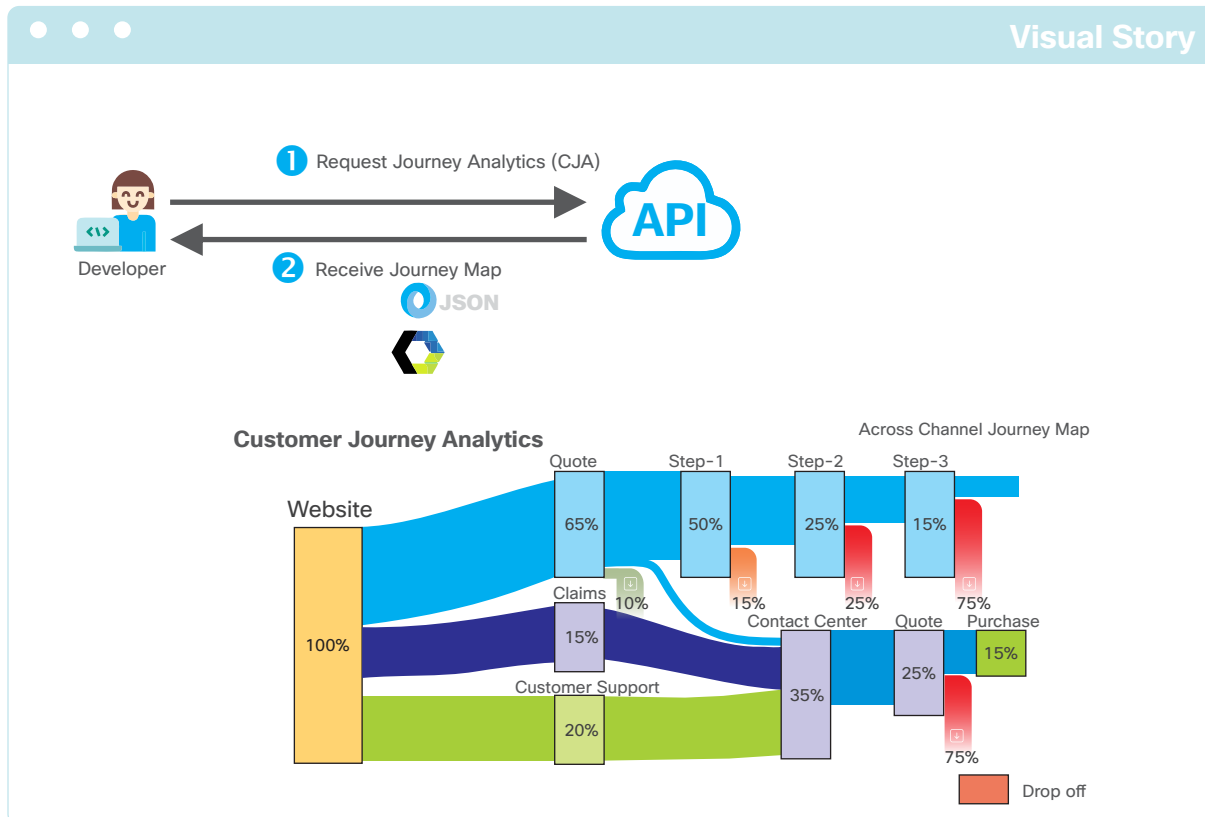 Visual Story
1 Request Journey Analytics (CJA)
API
</>
Developer
2 Receive Journey Map
JSON
Customer Journey Analytics
Across Channel Journey Map
Quote
Step-1
Step-2
Step-3
Website
65%
50%
25%
15%
10%
15%
25%
75%
Claims
Contact Center
Quote
Purchase
100%
15%
35%
25%
15%
Customer Support
20%
75%
Drop off